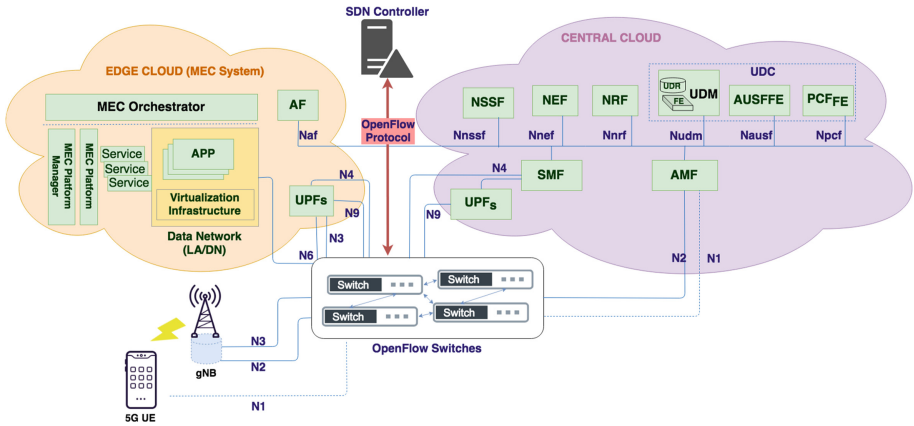 SDN Controller
EDGE CLOUD (MEC System)
CENTRAL CLOUD
UDC
MEC Orchestrator
AF
OpenFlow
Protocol
NSSF
NEF
NRF
UDR
FE
UDM
AUSFFE
PCFFE
Naf
Nnssf
Nnef
Nnrf
Nudm
Nausf
Npcf
MEC Platform
Manager
MEC Platform
Service
Service
Service
APP
Virtualization
Infrastructure
Data Network
(LA/DN)
UPFs
N4
N9
N3
N6
N4
SMF
AMF
UPFs
N9
N2
N1
Switch
Switch
Switch
Switch
OpenFlow Switches
gNB
N3
N2
N1
5G UE